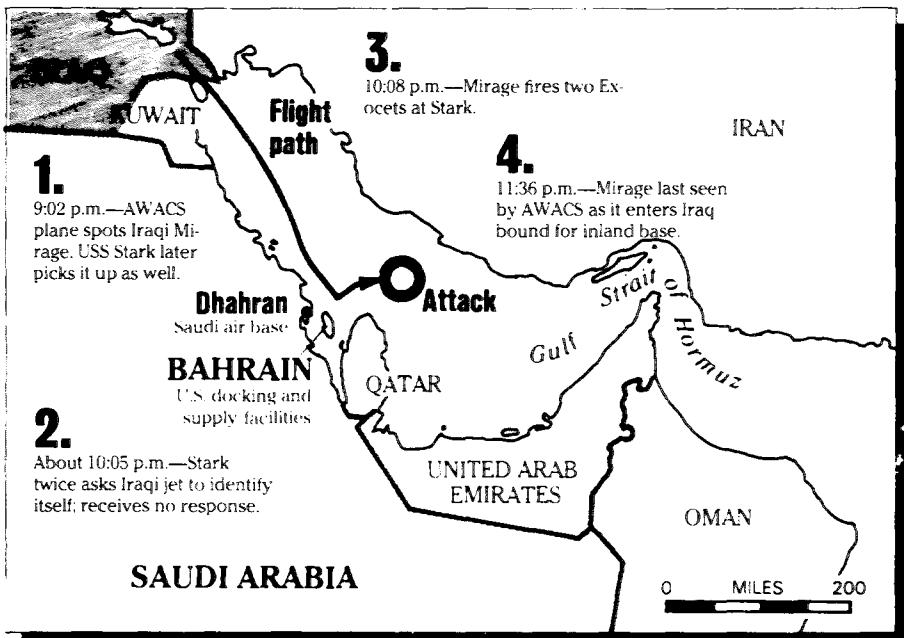 IRAQ
KUWAIT
Flight
path
3.
10:08 p.m.—Mirage fires two Ex-
ocets at Stark.
IRAN
1.
9:02 p.m.—AWACS
plane spots Iraqi Mi-
rage. USS Stark later
picks it up as well.
4.
11:36 p.m.—Mirage last seen
by AWACS as it enters Iraq
bound for inland base.
Dhahran
Saudi air base
Attack
Strait of
Hormuz
Gulf
BAHRAIN
U.S. docking and
supply facilities
QATAR
2.
About 10:05 p.m.—Stark
twice asks Iraqi jet to identify
itself; receives no response.
UNITED ARAB
EMIRATES
OMAN
SAUDI ARABIA
0 MILES 200